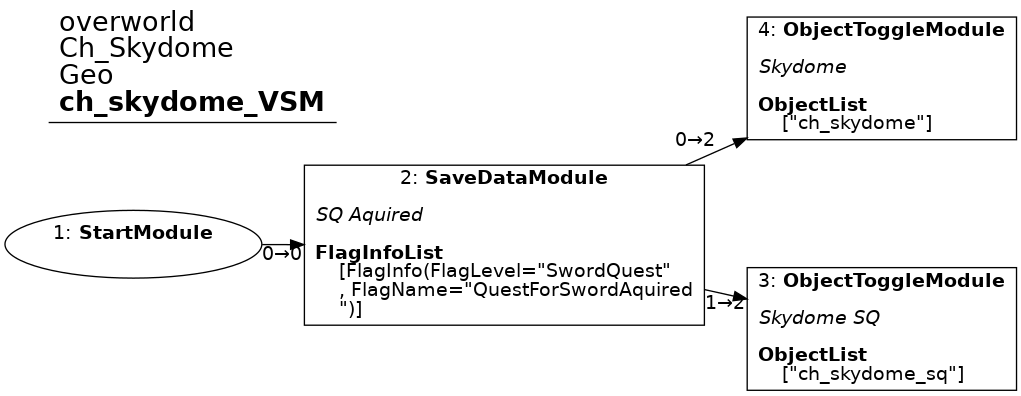 overworld
Ch_Skydome
Geo
ch_skydome_VSM
1: StartModule
0→0
2: SaveDataModule
SQ Aquired
FlagInfoList
[FlagInfo(FlagLevel="SwordQuest"
, FlagName="QuestForSwordAquired
")]
0→2
4: ObjectToggleModule
Skydome
ObjectList
["ch_skydome"]
1→2
3: ObjectToggleModule
Skydome SQ
ObjectList
["ch_skydome_sq"]